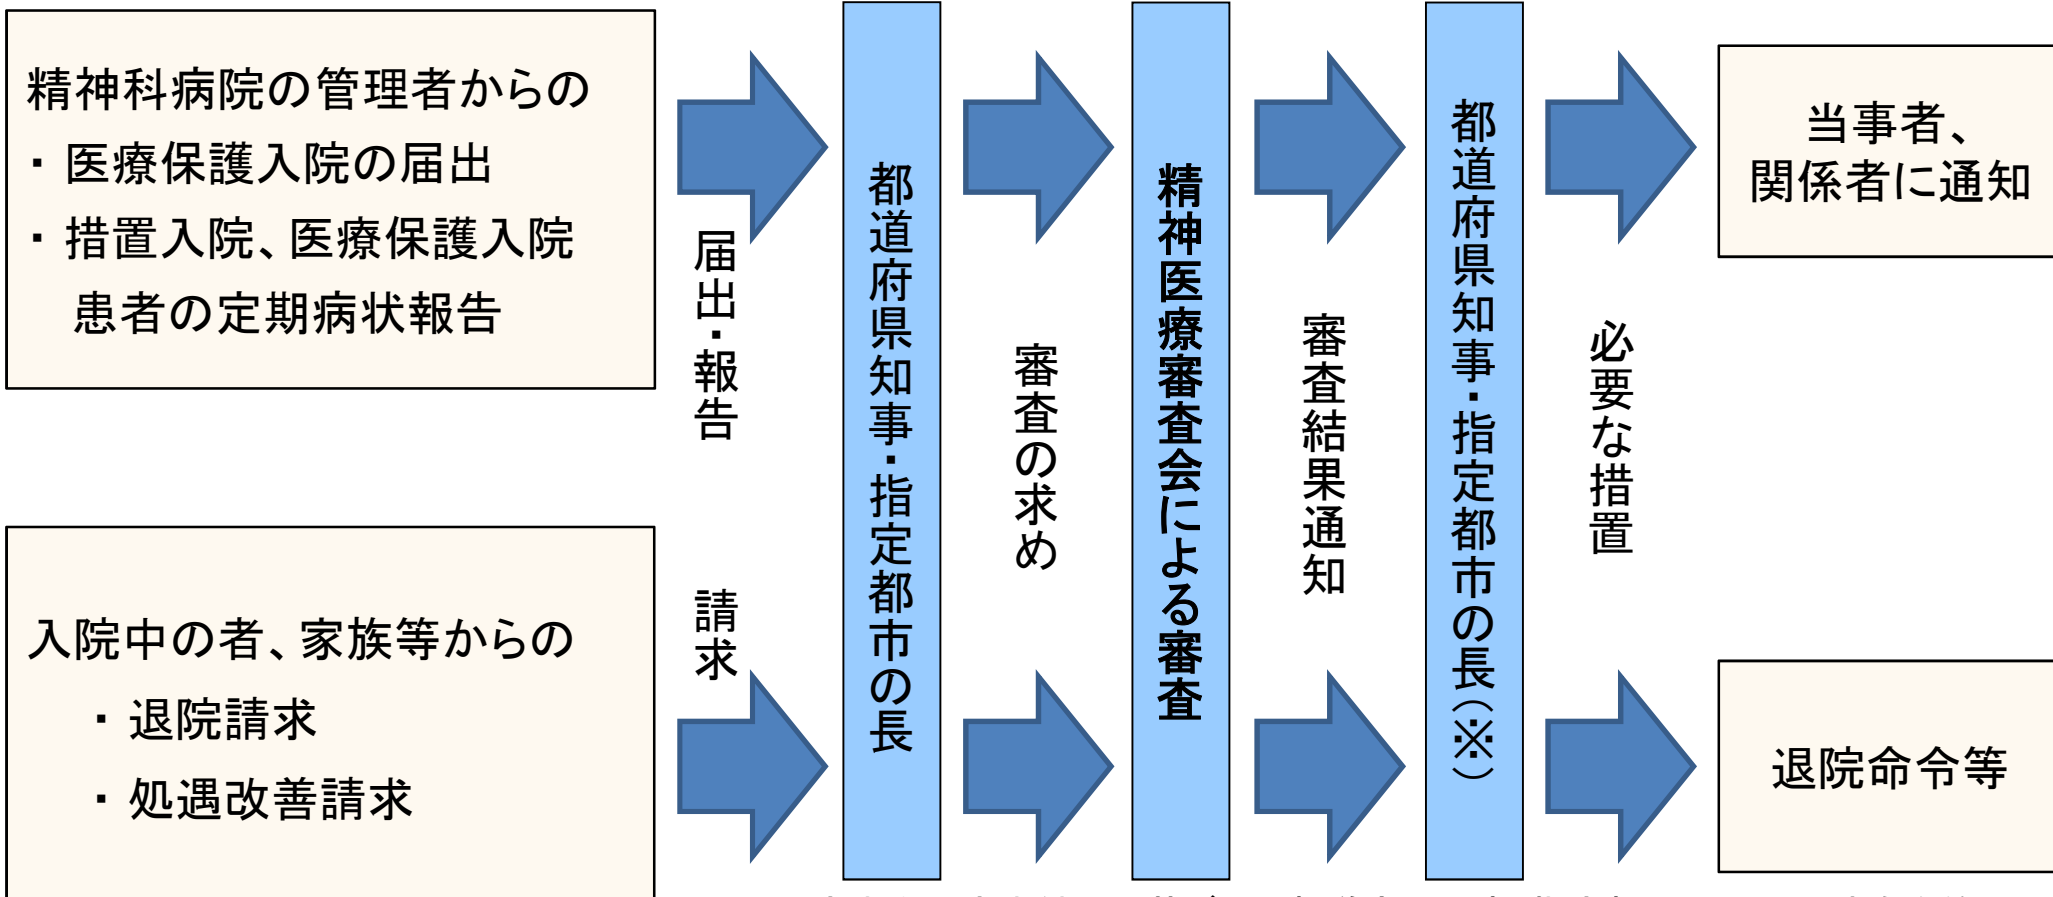 精神科病院の管理者からの
・ 医療保護入院の届出
・ 措置入院、医療保護入院
患者の定期病状報告
届出・報告
入院中の者、家族等からの
・ 退院請求
・ 処遇改善請求
請求
都道府県知事・指定都市の長
審査の求め
精神医療審査会による審査
審査結果通知
都道府県知事・指定都市の長(※)
必要な措置
当事者、
関係者に通知
退院命令等